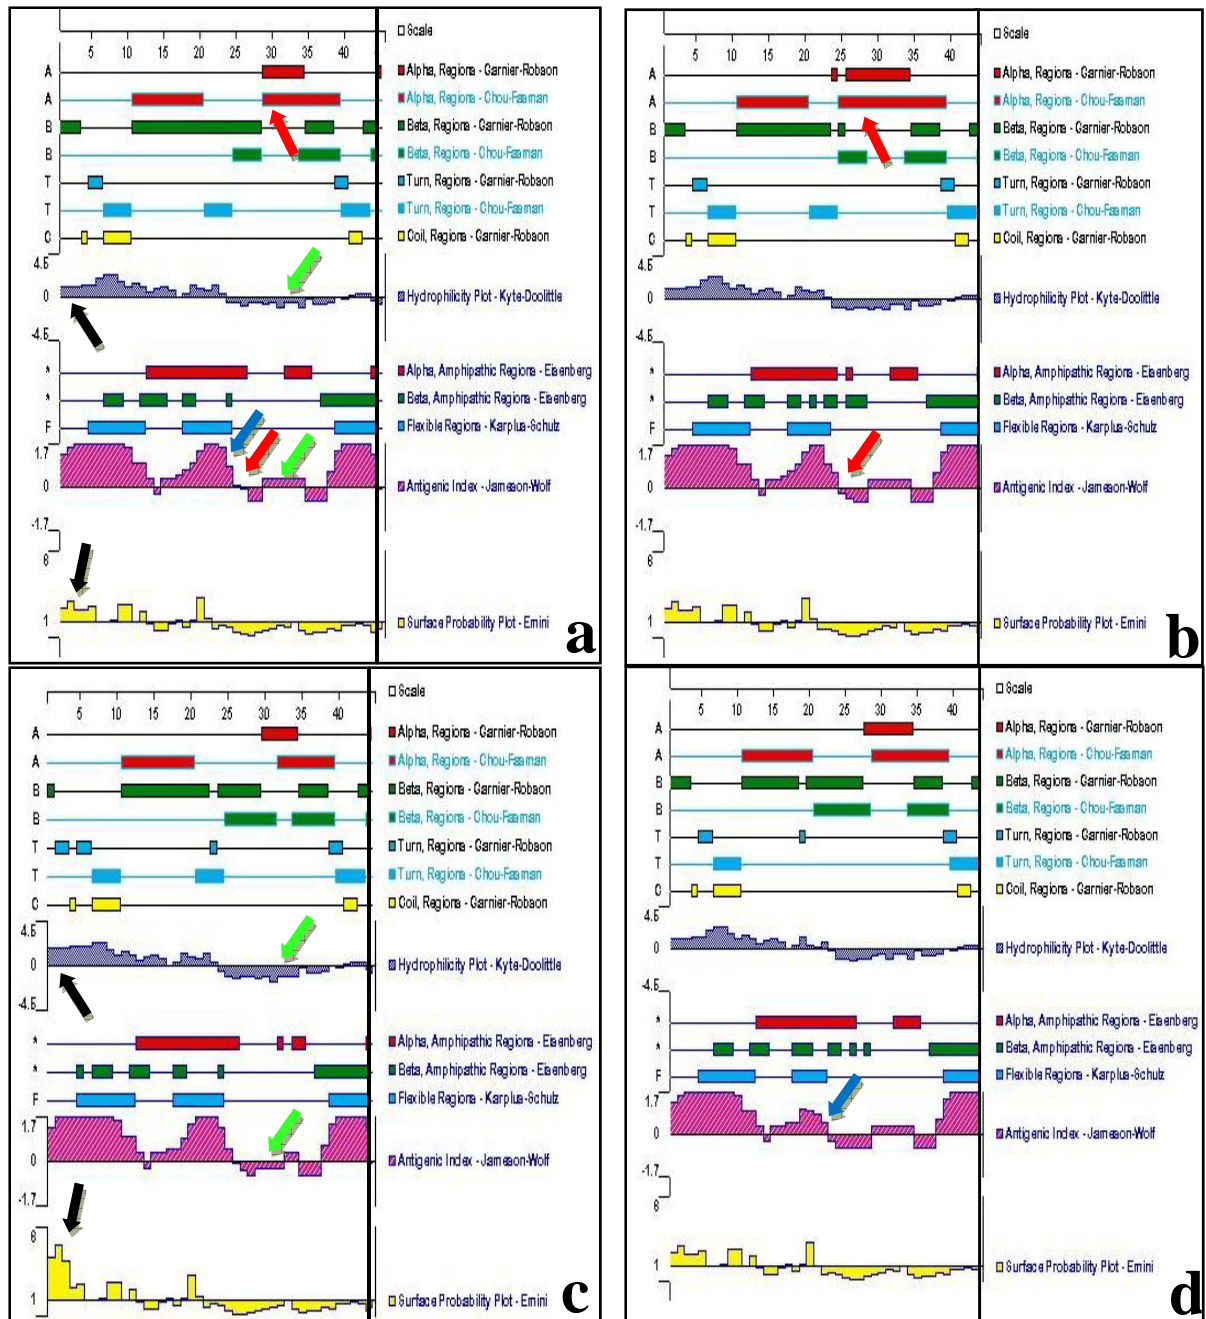 Scale
5 10 15 20 25 30 35 40
A Alpha, Regions - Garnier-Robson
A Alpha, Regions - Chou-Fasman
B Beta, Regions - Garnier-Robson
B Beta, Regions - Chou-Fasman
T Turn, Regions - Garnier-Robson
T Turn, Regions - Chou-Fasman
C Coil, Regions - Garnier-Robson
4.5
0 Hydrophilicity Plot - Kyte-Doolittle
-4.5
* Alpha, Amphipathic Regions - Eisenberg
* Beta, Amphipathic Regions - Eisenberg
F Flexible Regions - Karplus-Schulz
1.7
0 Antigenic Index - Jameson-Wolf
-1.7
8
1 Surface Probability Plot - Emini
a
Scale
5 10 15 20 25 30 35 40
A Alpha, Regions - Garnier-Robson
A Alpha, Regions - Chou-Fasman
B Beta, Regions - Garnier-Robson
B Beta, Regions - Chou-Fasman
T Turn, Regions - Garnier-Robson
T Turn, Regions - Chou-Fasman
C Coil, Regions - Garnier-Robson
4.5
0 Hydrophilicity Plot - Kyte-Doolittle
-4.5
* Alpha, Amphipathic Regions - Eisenberg
* Beta, Amphipathic Regions - Eisenberg
F Flexible Regions - Karplus-Schulz
1.7
0 Antigenic Index - Jameson-Wolf
-1.7
8
1 Surface Probability Plot - Emini
b
Scale
5 10 15 20 25 30 35 40
A Alpha, Regions - Garnier-Robson
A Alpha, Regions - Chou-Fasman
B Beta, Regions - Garnier-Robson
B Beta, Regions - Chou-Fasman
T Turn, Regions - Garnier-Robson
T Turn, Regions - Chou-Fasman
C Coil, Regions - Garnier-Robson
4.5
0 Hydrophilicity Plot - Kyte-Doolittle
-4.5
* Alpha, Amphipathic Regions - Eisenberg
* Beta, Amphipathic Regions - Eisenberg
F Flexible Regions - Karplus-Schulz
1.7
0 Antigenic Index - Jameson-Wolf
-1.7
8
1 Surface Probability Plot - Emini
c
Scale
5 10 15 20 25 30 35 40
A Alpha, Regions - Garnier-Robson
A Alpha, Regions - Chou-Fasman
B Beta, Regions - Garnier-Robson
B Beta, Regions - Chou-Fasman
T Turn, Regions - Garnier-Robson
T Turn, Regions - Chou-Fasman
C Coil, Regions - Garnier-Robson
4.5
0 Hydrophilicity Plot - Kyte-Doolittle
-4.5
* Alpha, Amphipathic Regions - Eisenberg
* Beta, Amphipathic Regions - Eisenberg
F Flexible Regions - Karplus-Schulz
1.7
0 Antigenic Index - Jameson-Wolf
-1.7
8
1 Surface Probability Plot - Emini
d